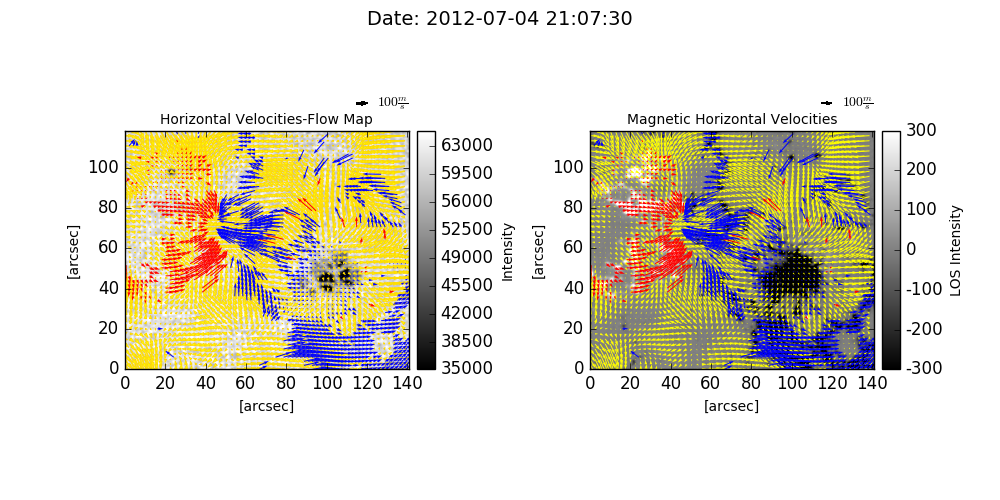 Date: 2012-07-04 21:07:30
100 m/s
100 m/s
Horizontal Velocities-Flow Map
Magnetic Horizontal Velocities
[arcsec]
100
80
60
40
20
0
0 20 40 60 80 100 120 140
[arcsec]
63000
59500
56000
52500
49000
45500
42000
38500
35000
Intensity
[arcsec]
0 20 40 60 80 100 120 140
[arcsec]
100
80
60
40
20
0
300
200
100
0
-100
-200
-300
LOS Intensity